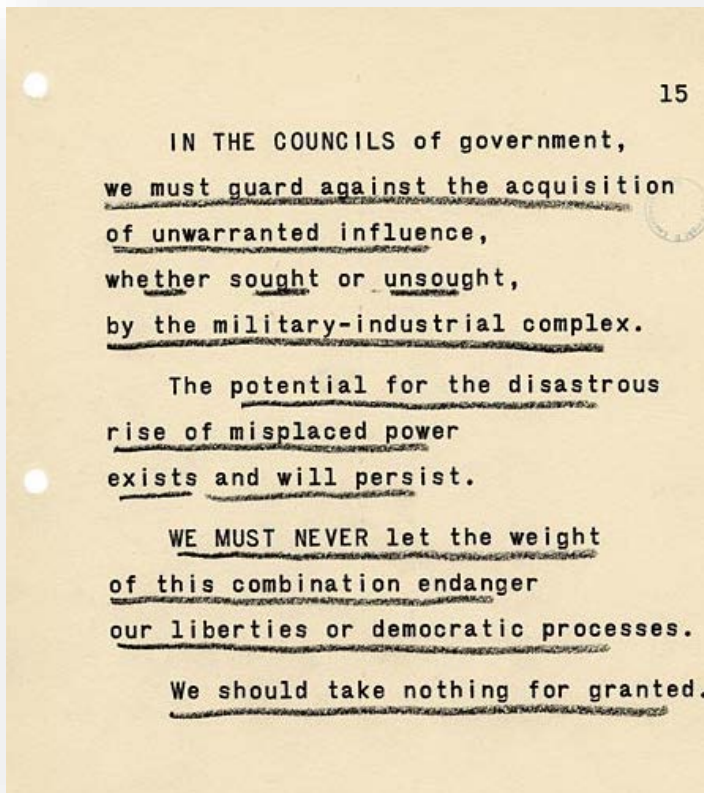 15
IN THE COUNCILS of government,
we must guard against the acquisition
of unwarranted influence,
whether sought or unsought,
by the military-industrial complex.
The potential for the disastrous
rise of misplaced power
exists and will persist.
WE MUST NEVER let the weight
of this combination endanger
our liberties or democratic processes.
We should take nothing for granted.